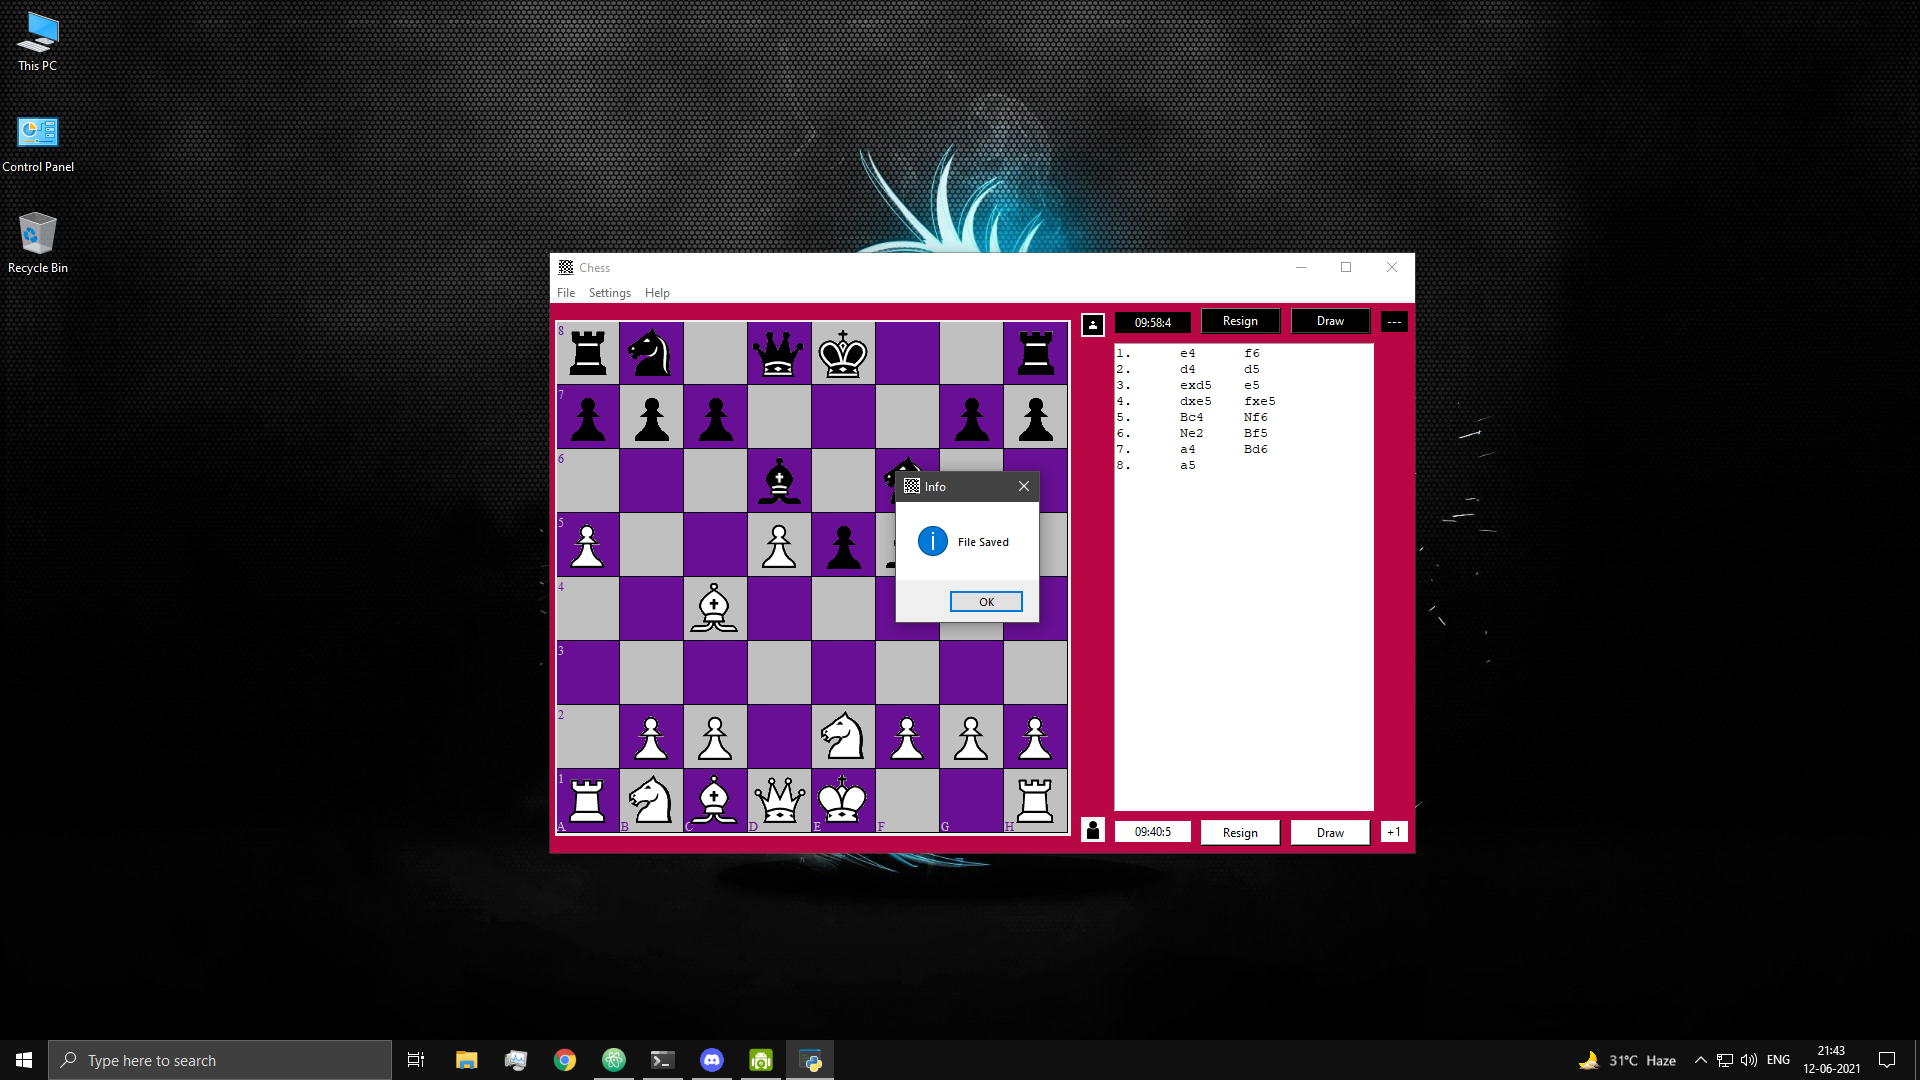 This PC
Control Panel
Recycle Bin
Chess
File Settings Help
09:58:4 Resign Draw ---
8
7
6
5
4
3
2
1
A B C D E F G H
1. e4 f6
2. d4 d5
3. exd5 e5
4. dxe5 fxe5
5. Bc4 Nf6
6. Ne2 Bf5
7. a4 Bd6
8. a5
Info
File Saved
OK
09:40:5 Resign Draw +1
Type here to search
31°C Haze
ENG
21:43
12-06-2021